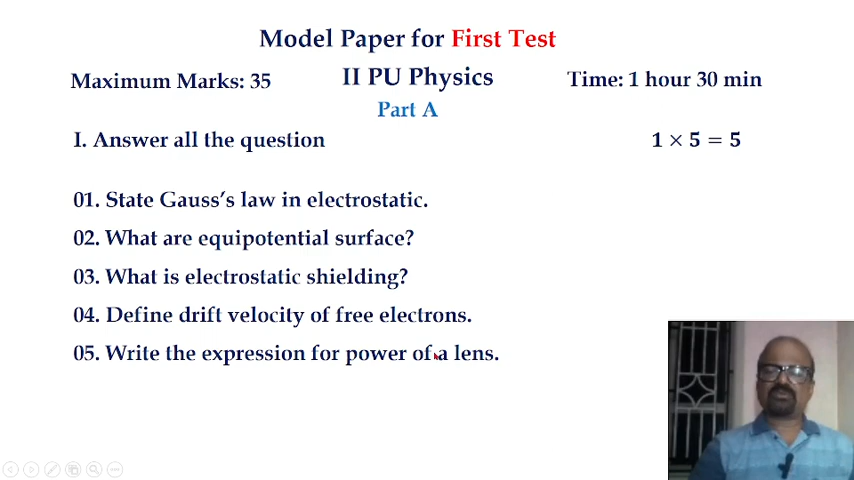 Model Paper for First Test
Maximum Marks: 35 II PU Physics Time: 1 hour 30 min
Part A
I. Answer all the question 1 × 5 = 5
01. State Gauss's law in electrostatic.
02. What are equipotential surface?
03. What is electrostatic shielding?
04. Define drift velocity of free electrons.
05. Write the expression for power of a lens.